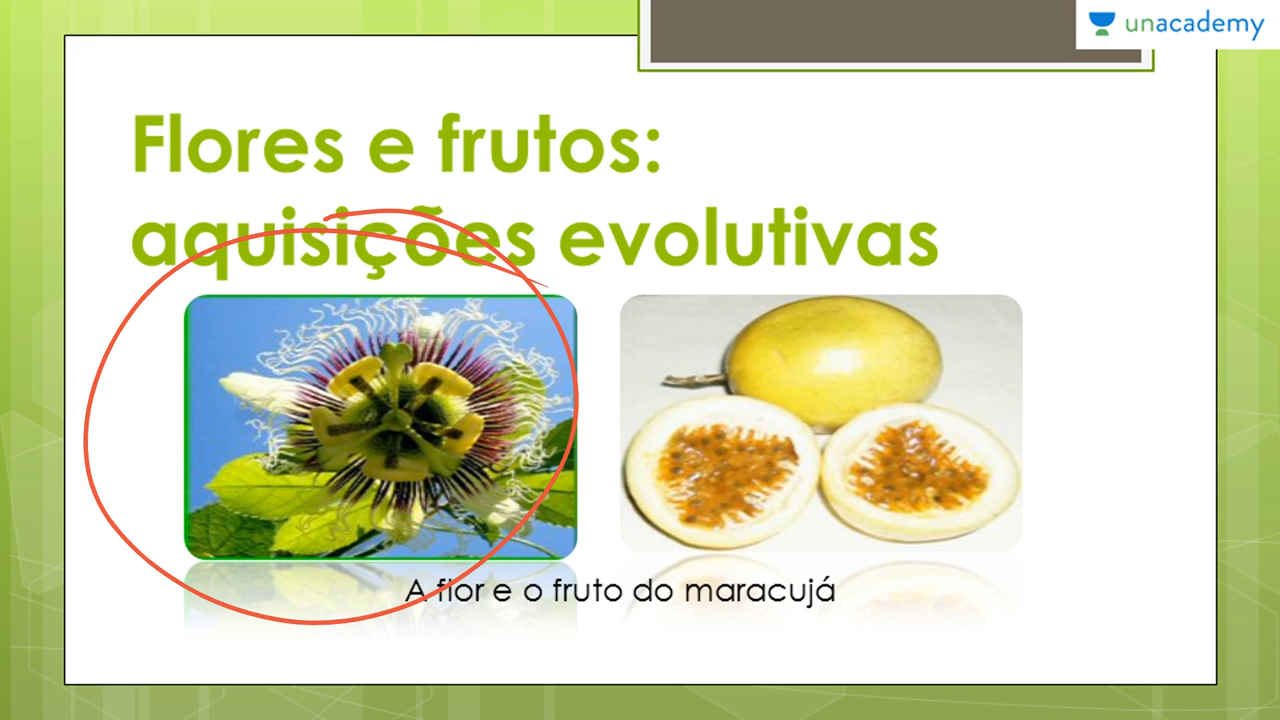 unacademy
Flores e frutos:
aquisições evolutivas
A flor e o fruto do maracujá